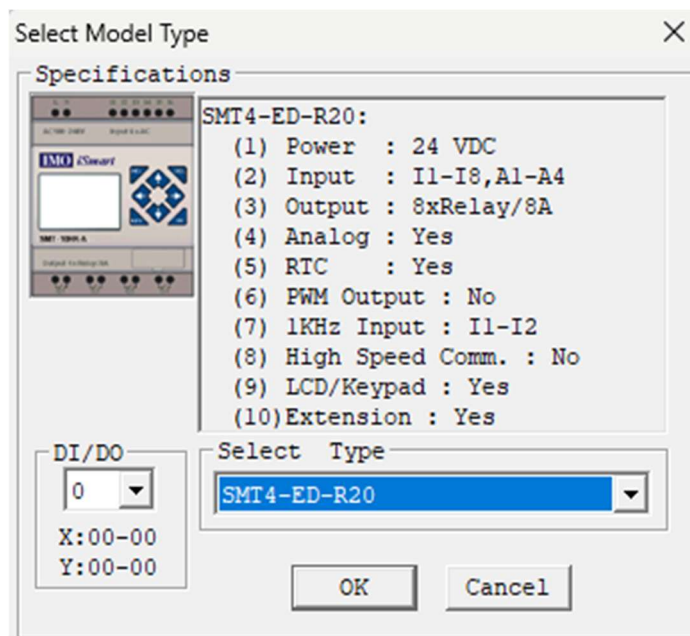 Select Model Type
Specifications
IMO iSmart
SMT4-ED-R20:
(1) Power : 24 VDC
(2) Input : I1-I8,A1-A4
(3) Output : 8xRelay/8A
(4) Analog : Yes
(5) RTC : Yes
(6) PWM Output : No
(7) 1KHz Input : I1-I2
(8) High Speed Comm. : No
(9) LCD/Keypad : Yes
(10)Extension : Yes
DI/DO
0
X:00-00
Y:00-00
Select Type
SMT4-ED-R20
OK
Cancel